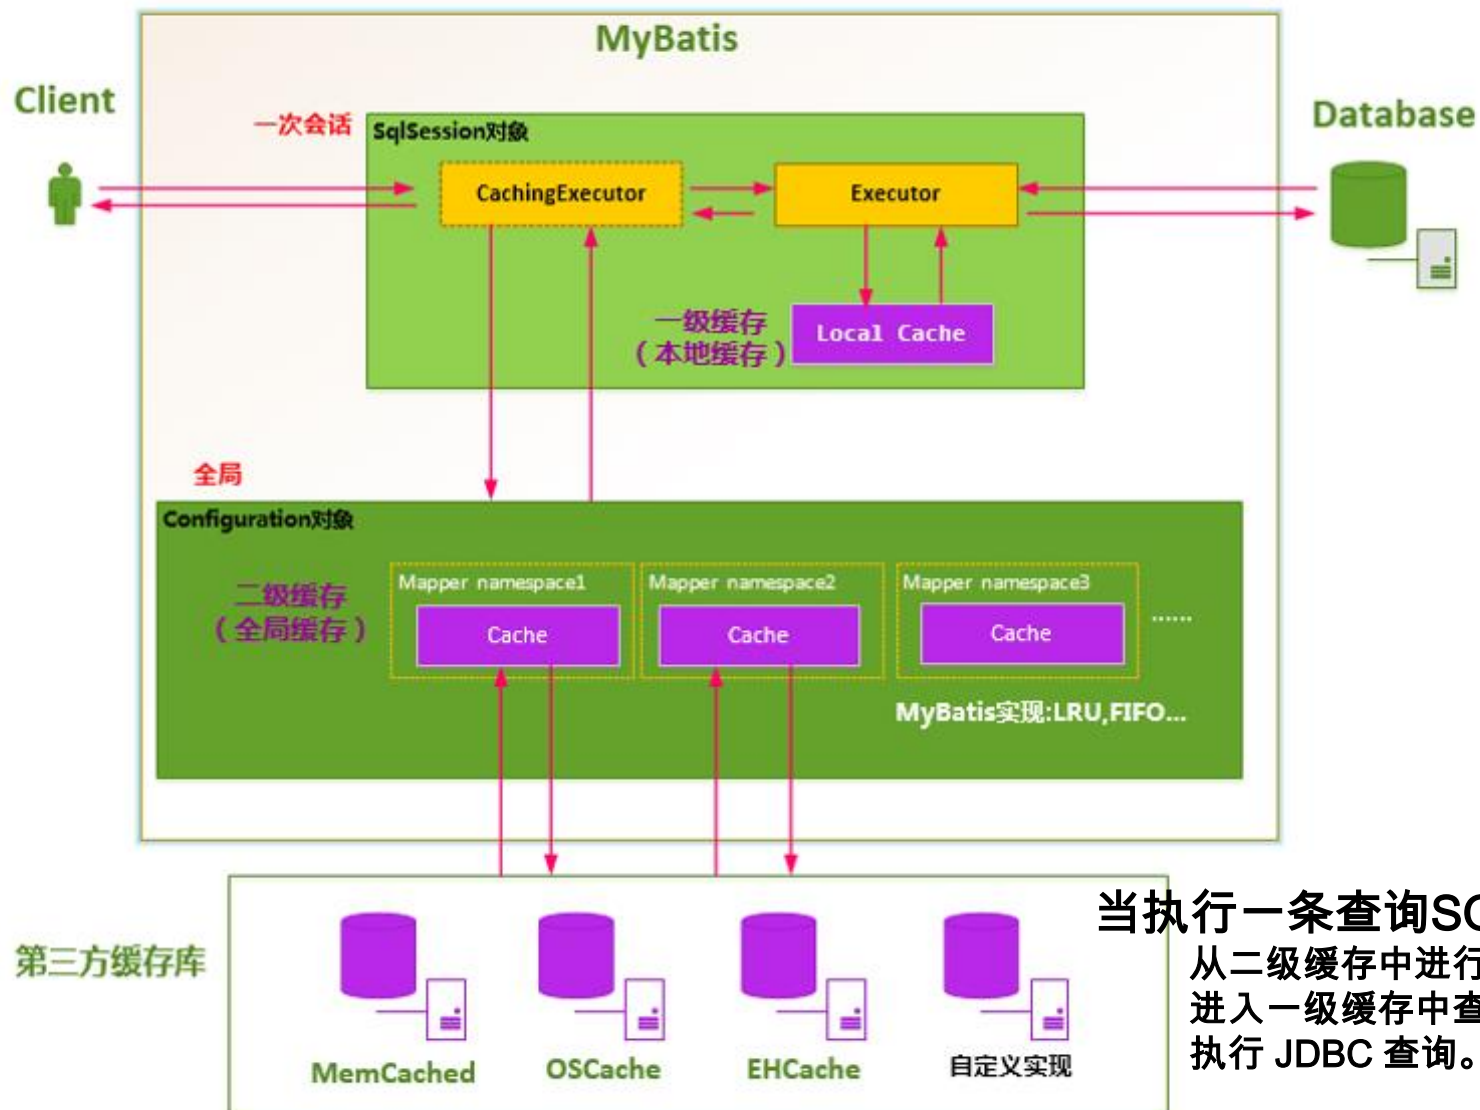 MyBatis
Client
Database
一次会话
SqlSession对象
CachingExecutor
Executor
一级缓存
（本地缓存）
Local Cache
全局
Configuration对象
二级缓存
（全局缓存）
Mapper namespace1
Mapper namespace2
Mapper namespace3
Cache
Cache
Cache
......
MyBatis实现:LRU,FIFO...
第三方缓存库
MemCached
OSCache
EHCache
自定义实现
当执行一条查询SQ
从二级缓存中进行
进入一级缓存中查
执行 JDBC 查询。